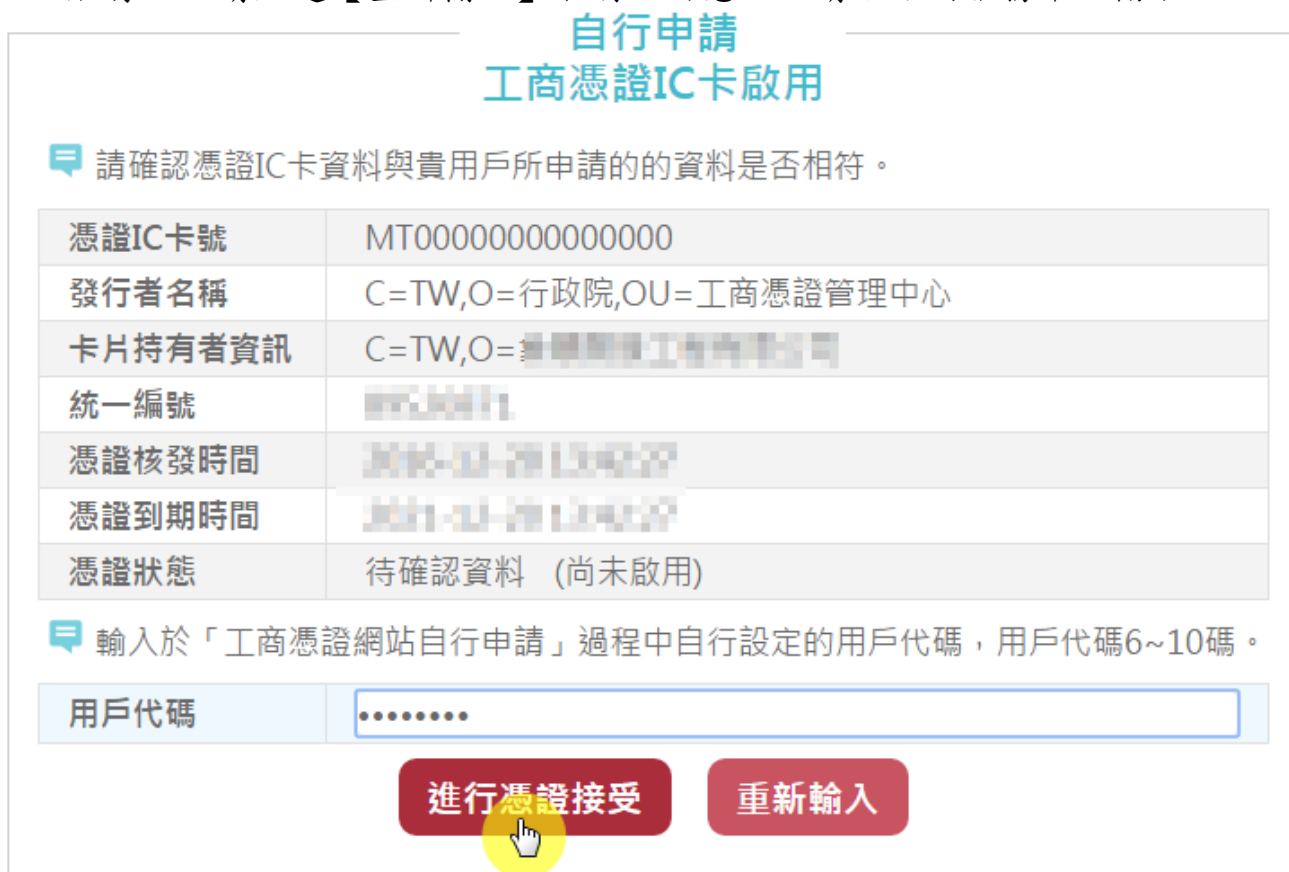 自行申請
工商憑證IC卡啟用
請確認憑證IC卡資料與貴用戶所申請的的資料是否相符。
憑證IC卡號 MT00000000000000
發行者名稱 C=TW,O=行政院,OU=工商憑證管理中心
卡片持有者資訊 C=TW,O=
統一編號
憑證核發時間
憑證到期時間
憑證狀態 待確認資料 (尚未啟用)
輸入於「工商憑證網站自行申請」過程中自行設定的用戶代碼，用戶代碼6~10碼。
用戶代碼 ••••••••
進行憑證接受 重新輸入